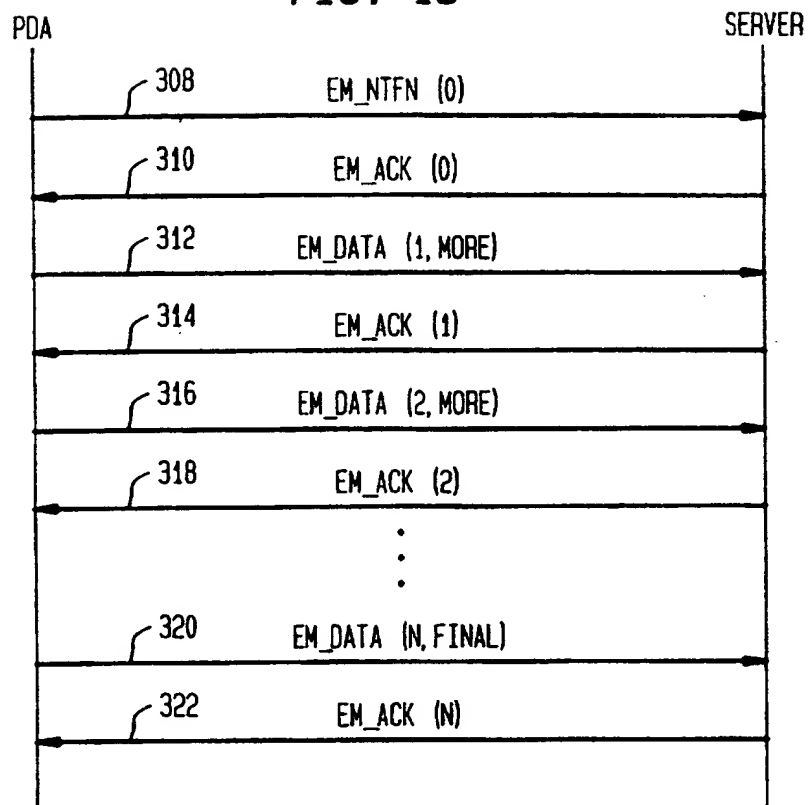 PDA
SERVER
308 EM_NTFN (0)
310 EM_ACK (0)
312 EM_DATA (1, MORE)
314 EM_ACK (1)
316 EM_DATA (2, MORE)
318 EM_ACK (2)
320 EM_DATA (N, FINAL)
322 EM_ACK (N)